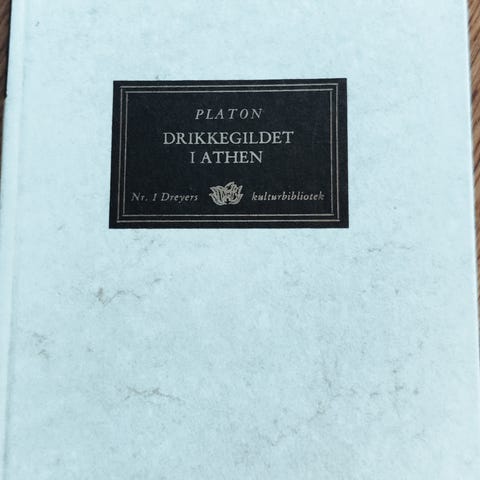 PLATON
DRIKKEGILDET
I ATHEN
Nr. 1 Dreyers kulturbibliotek